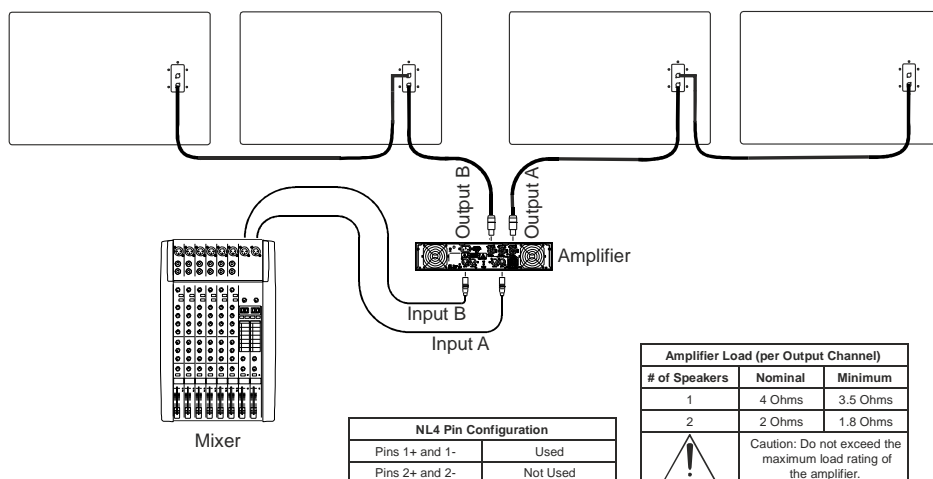 Output B
Output A
Amplifier
Input B
Input A
Mixer
Amplifier Load (per Output Channel)
# of Speakers Nominal Minimum
1 4 Ohms 3.5 Ohms
2 2 Ohms 1.8 Ohms
Caution: Do not exceed the
maximum load rating of
the amplifier.
NL4 Pin Configuration
Pins 1+ and 1- Used
Pins 2+ and 2- Not Used